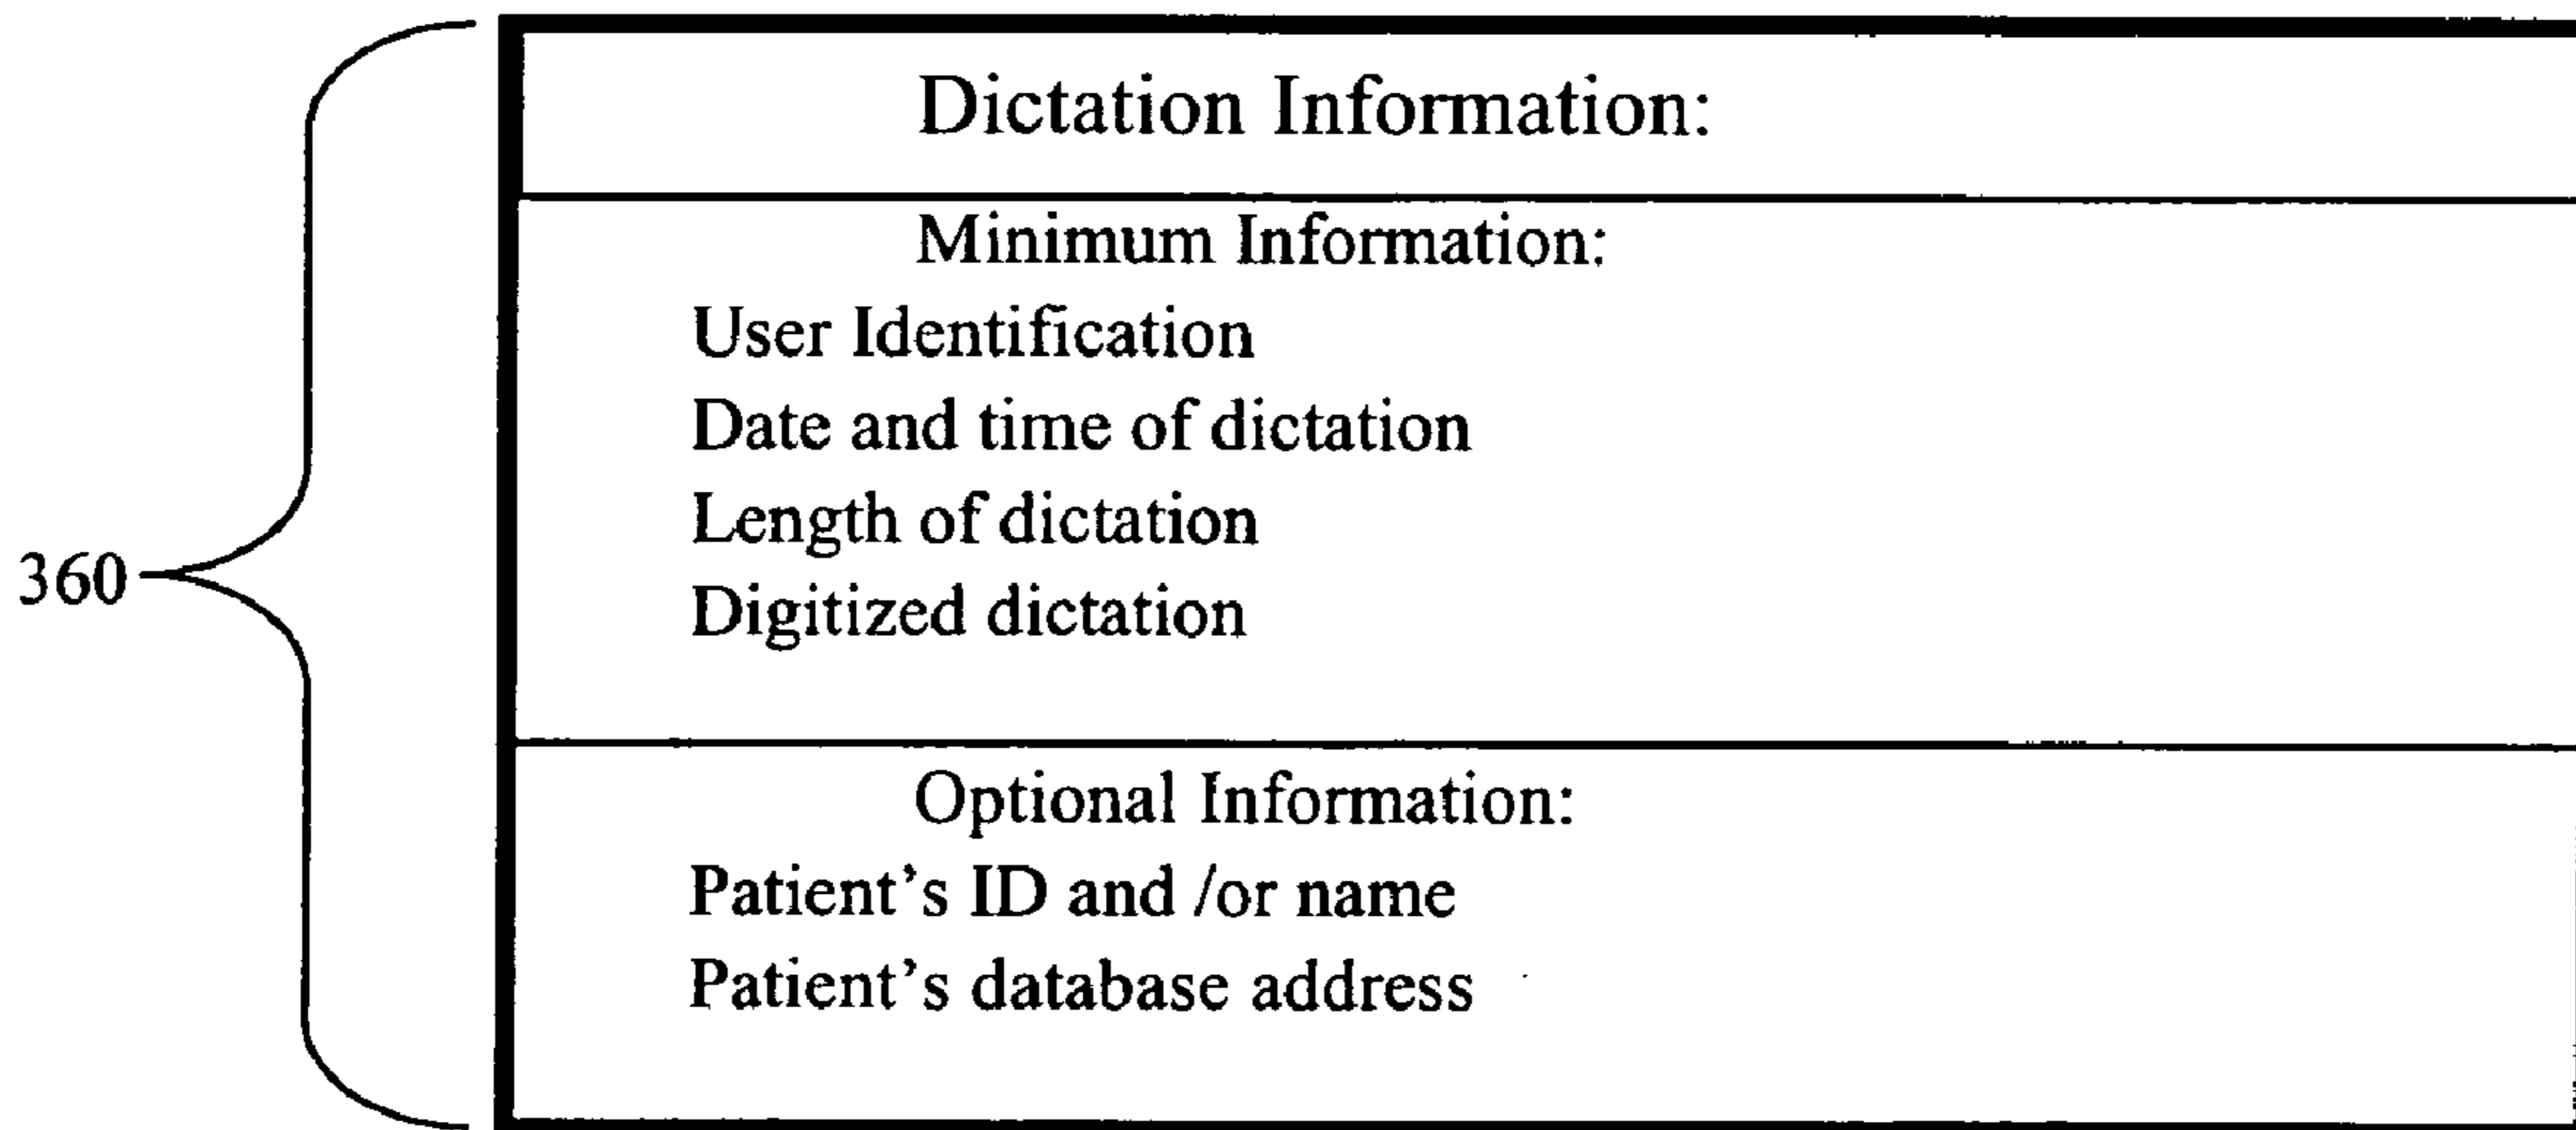 Dictation Information:
Minimum Information:
User Identification
Date and time of dictation
Length of dictation
360
Digitized dictation
Optional Information:
Patient's ID and /or name
Patient's database address